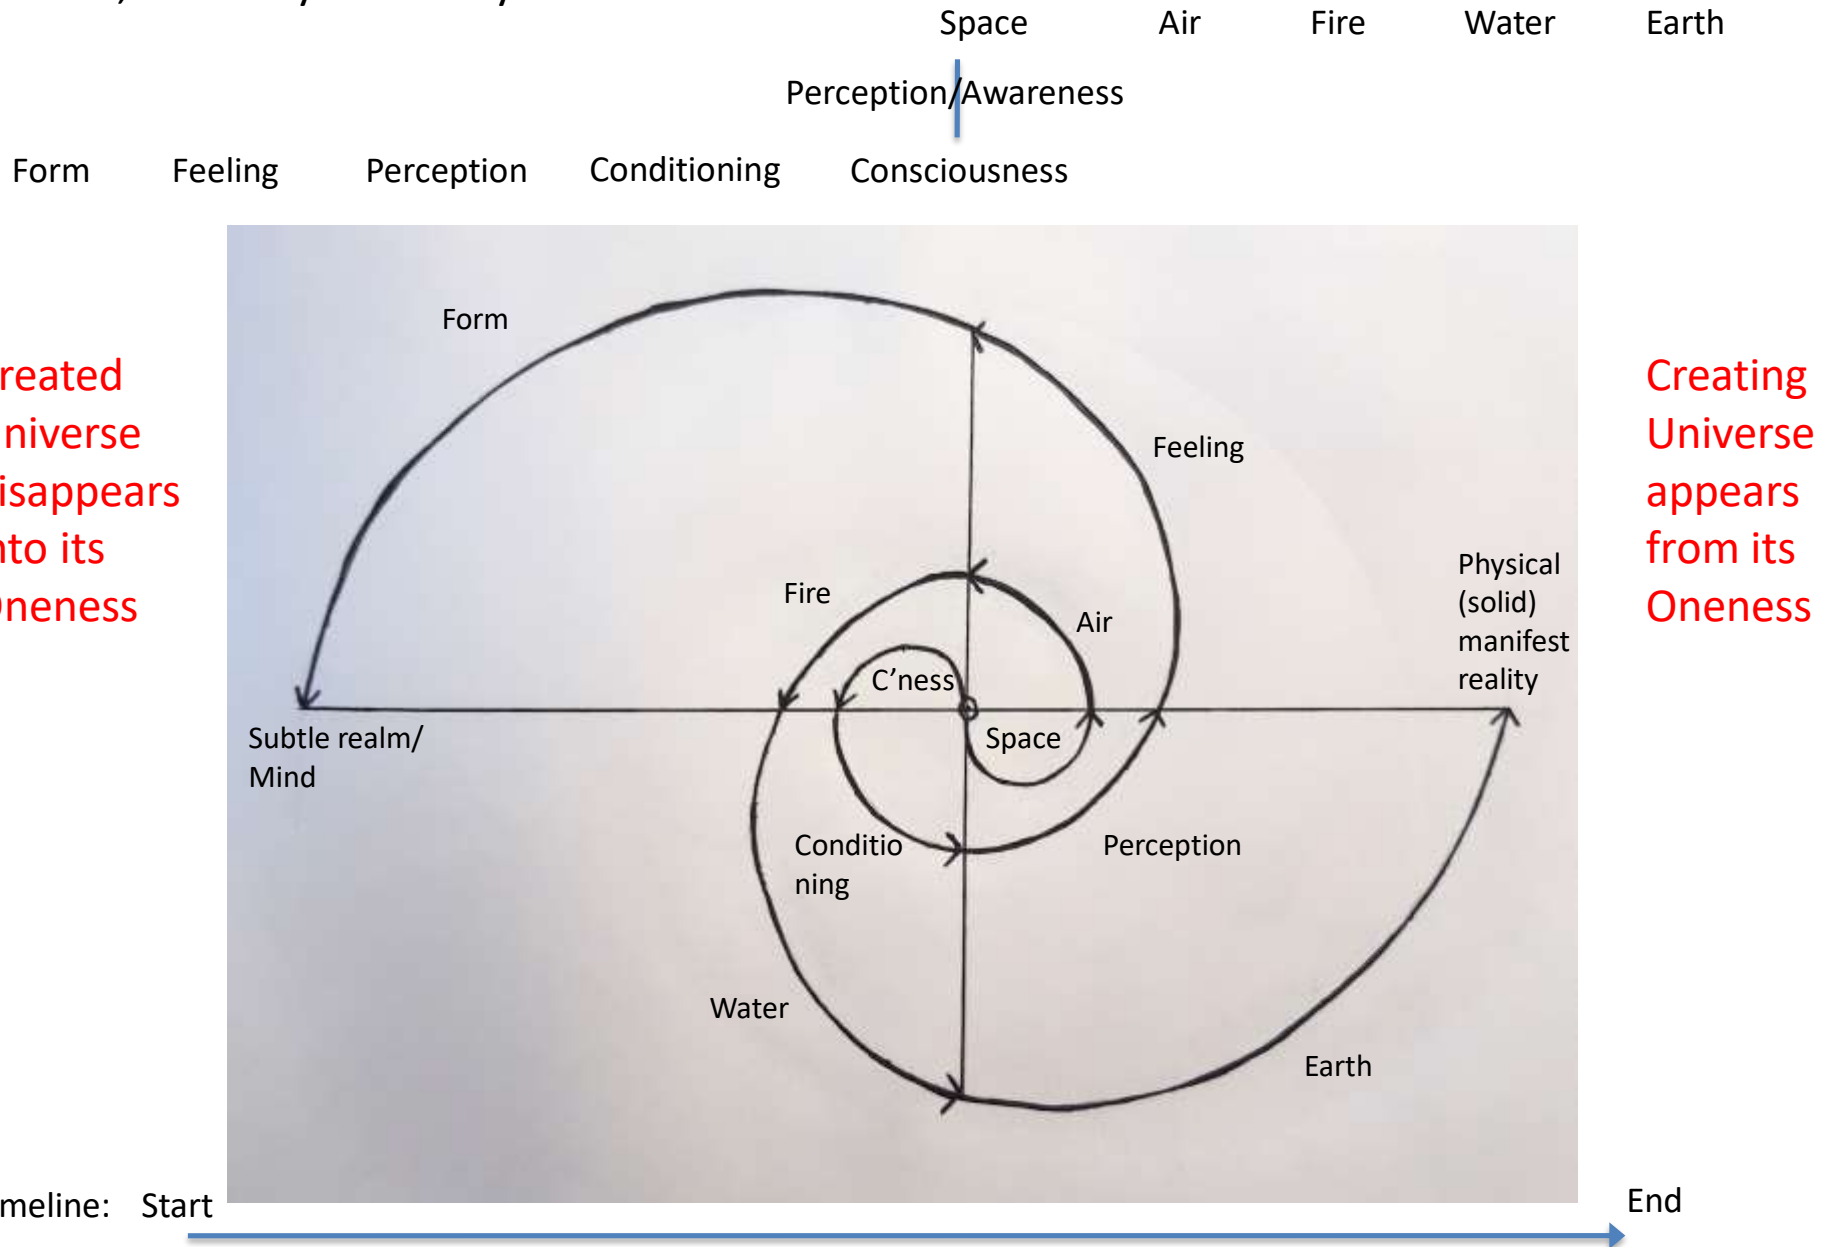 Space Air Fire Water Earth
Perception/Awareness
Form Feeling Perception Conditioning Consciousness
Form
Feeling
reated
niverse
isappears
nto its
Oneness
Creating
Universe
appears
from its
Oneness
Physical
(solid)
manifest
reality
Fire
Air
C’ness
Space
Subtle realm/
Mind
Conditio
ning
Perception
Water
Earth
meline: Start
End